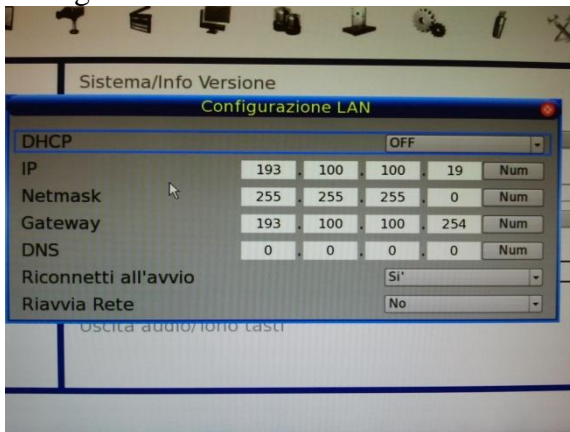 Sistema/Info Versione
Configurazione LAN
DHCP OFF
IP 193 . 100 . 100 . 19 Num
Netmask 255 . 255 . 255 . 0 Num
Gateway 193 . 100 . 100 . 254 Num
DNS 0 . 0 . 0 . 0 Num
Riconnetti all'avvio Si'
Riavvia Rete No
Uscita audio/Tono tasti